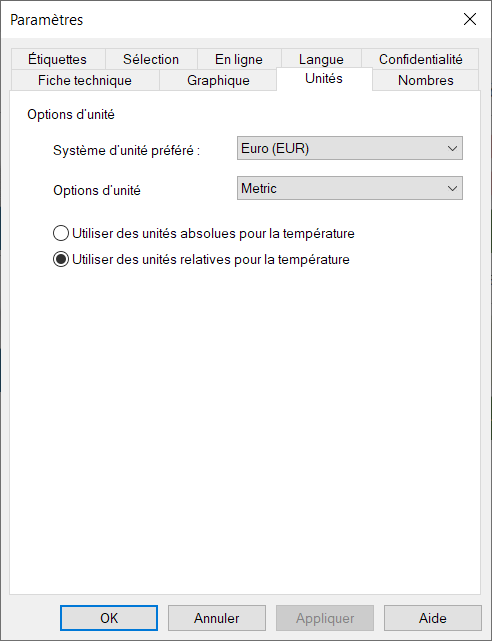 Paramètres
Étiquettes
Sélection
En ligne
Langue
Confidentialité
Fiche technique
Graphique
Unités
Nombres
Options d'unité
Système d'unité préféré :
Euro (EUR)
Options d'unité
Metric
Utiliser des unités absolues pour la température
Utiliser des unités relatives pour la température
OK
Annuler
Appliquer
Aide